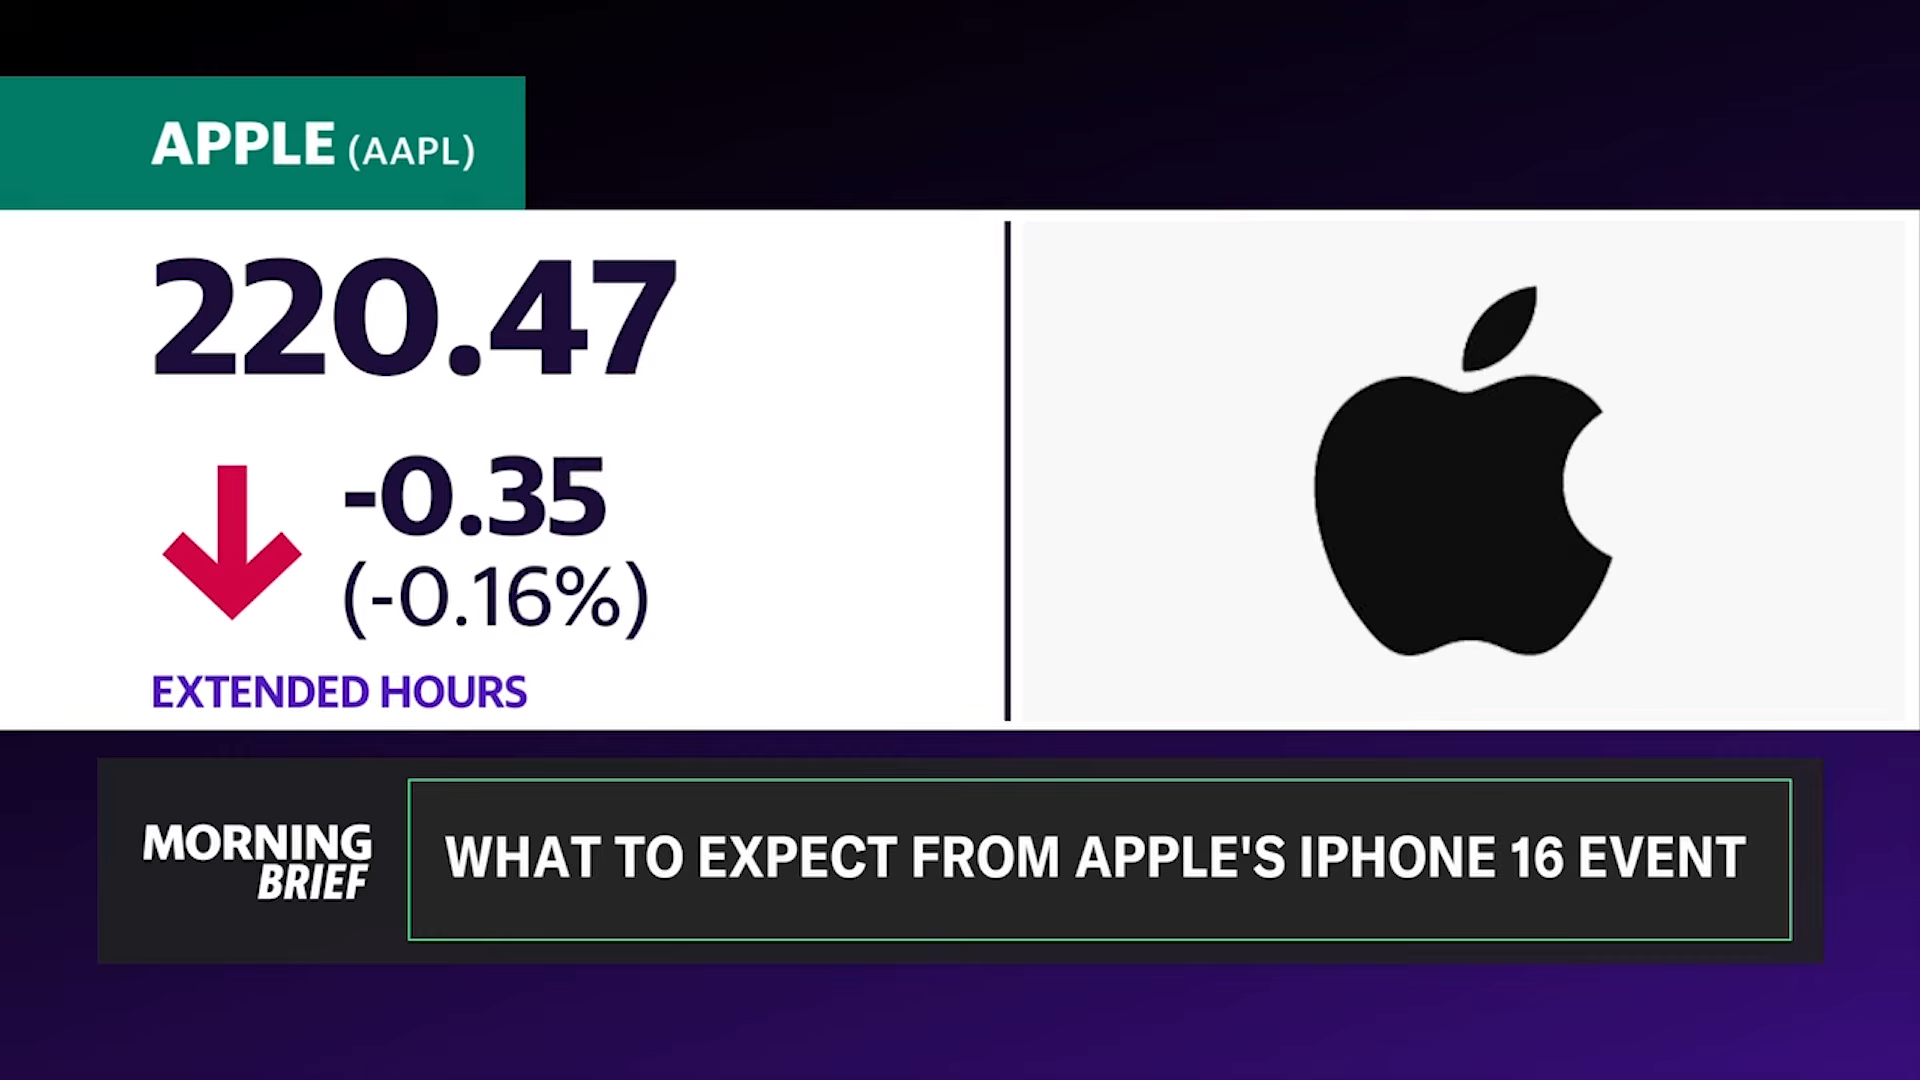 APPLE (AAPL)
220.47
-0.35
(-0.16%)
EXTENDED HOURS
MORNING
BRIEF
WHAT TO EXPECT FROM APPLE'S IPHONE 16 EVENT